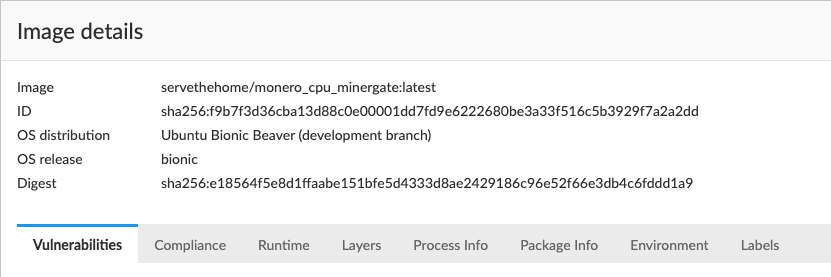 Image details
Image servethehome/monero_cpu_minergate:latest
ID sha256:f9b7f3d36cba13d88c0e00001dd7fd9e6222680be3a33f516c5b3929f7a2a2dd
OS distribution Ubuntu Bionic Beaver (development branch)
OS release bionic
Digest sha256:e18564f5e8d1ffaabe151bfe5d4333d8ae2429186c96e52f66e3db4c6fddd1a9
Vulnerabilities Compliance Runtime Layers Process Info Package Info Environment Labels